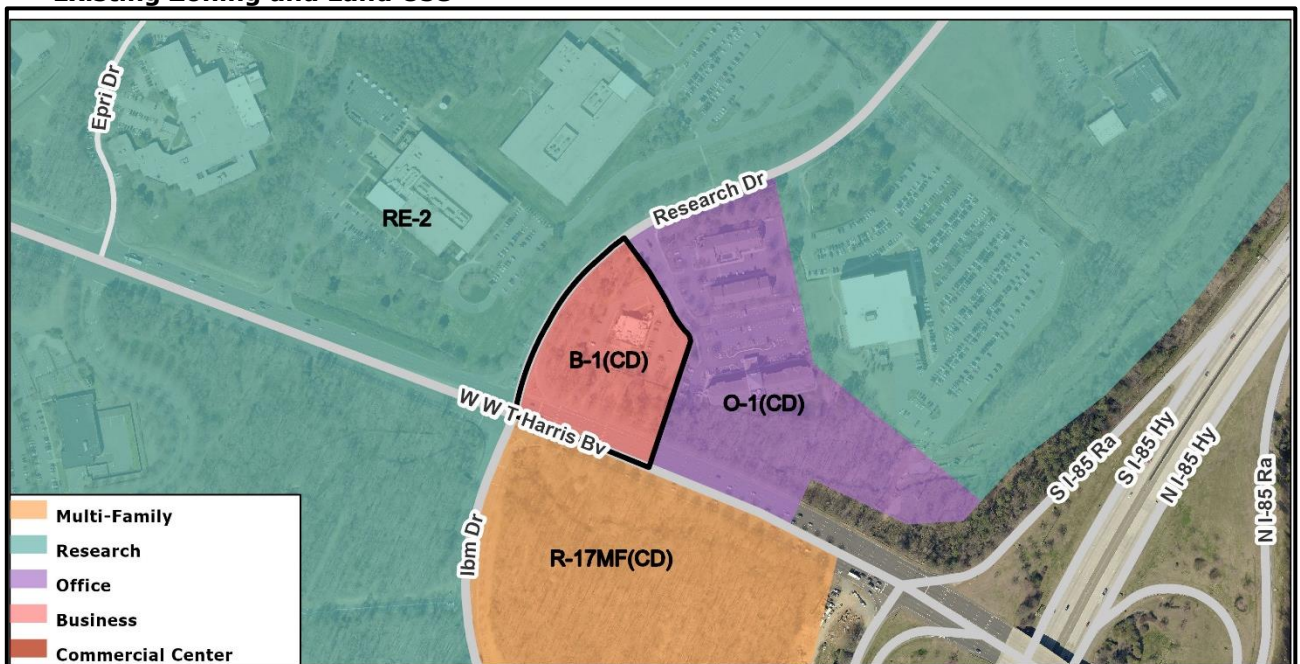 Existing Zoning and Land Use
Epri Dr
Research Dr
RE-2
B-1(CD)
O-1(CD)
W W T Harris Bv
S I-85 Ra
S I-85 Hy
N I-85 Hy
N I-85 Ra
Ibm Dr
R-17MF(CD)
Multi-Family
Research
Office
Business
Commercial Center